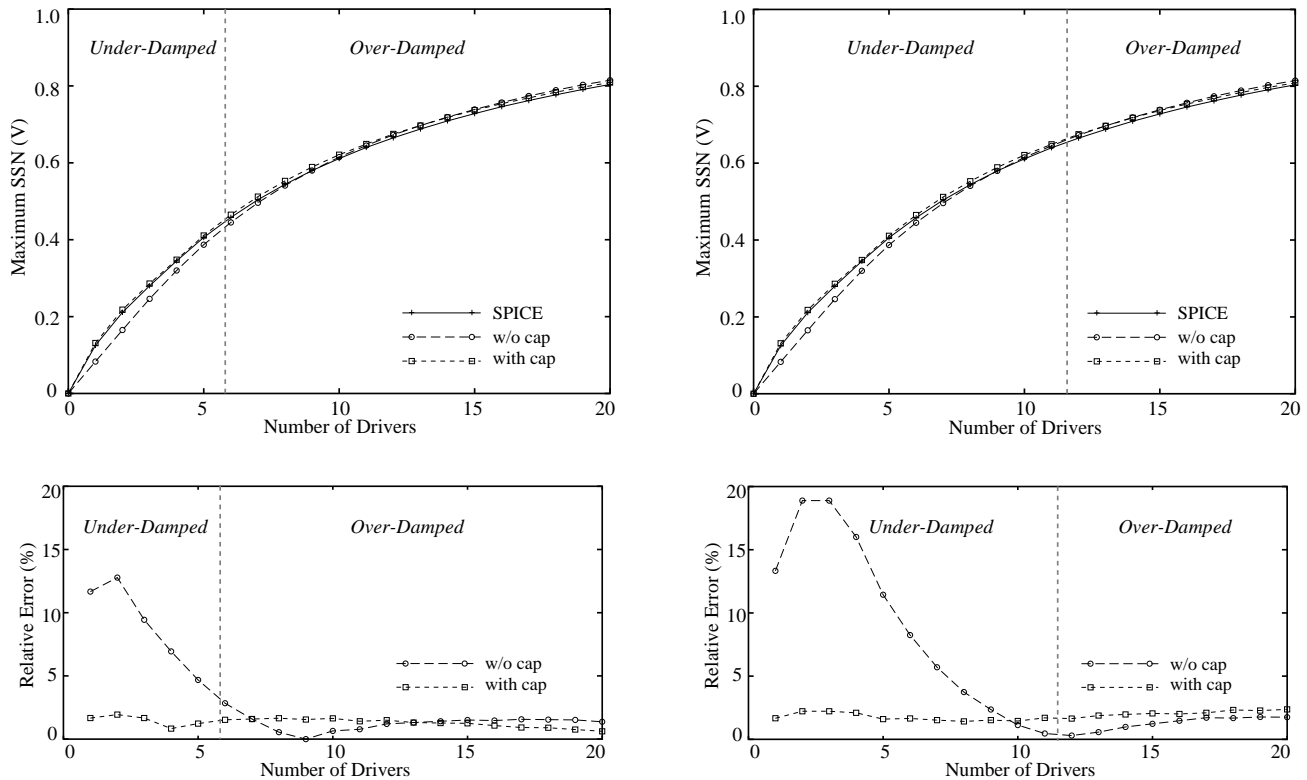 1.0
0.8
0.6
0.4
0.2
0
Maximum SSN (V)
Under-Damped
Over-Damped
SPICE
w/o cap
with cap
0 5 10 15 20
Number of Drivers
1.0
0.8
0.6
0.4
0.2
0
Maximum SSN (V)
Under-Damped
Over-Damped
SPICE
w/o cap
with cap
0 5 10 15 20
Number of Drivers
20
15
10
5
0
Relative Error (%)
Under-Damped
Over-Damped
w/o cap
with cap
0 5 10 15 20
Number of Drivers
20
15
10
5
0
Relative Error (%)
Under-Damped
Over-Damped
w/o cap
with cap
0 5 10 15 20
Number of Drivers